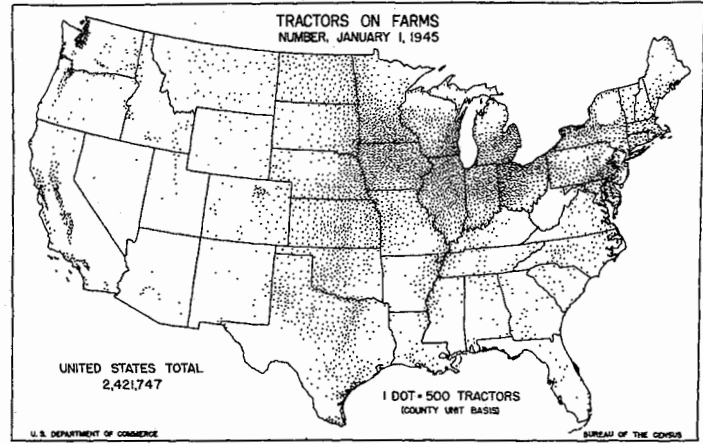 TRACTORS ON FARMS
NUMBER, JANUARY 1, 1945
UNITED STATES TOTAL
2,421,747
1 DOT = 500 TRACTORS
(COUNTY UNIT BASIS)
U. S. DEPARTMENT OF COMMERCE
BUREAU OF THE CENSUS